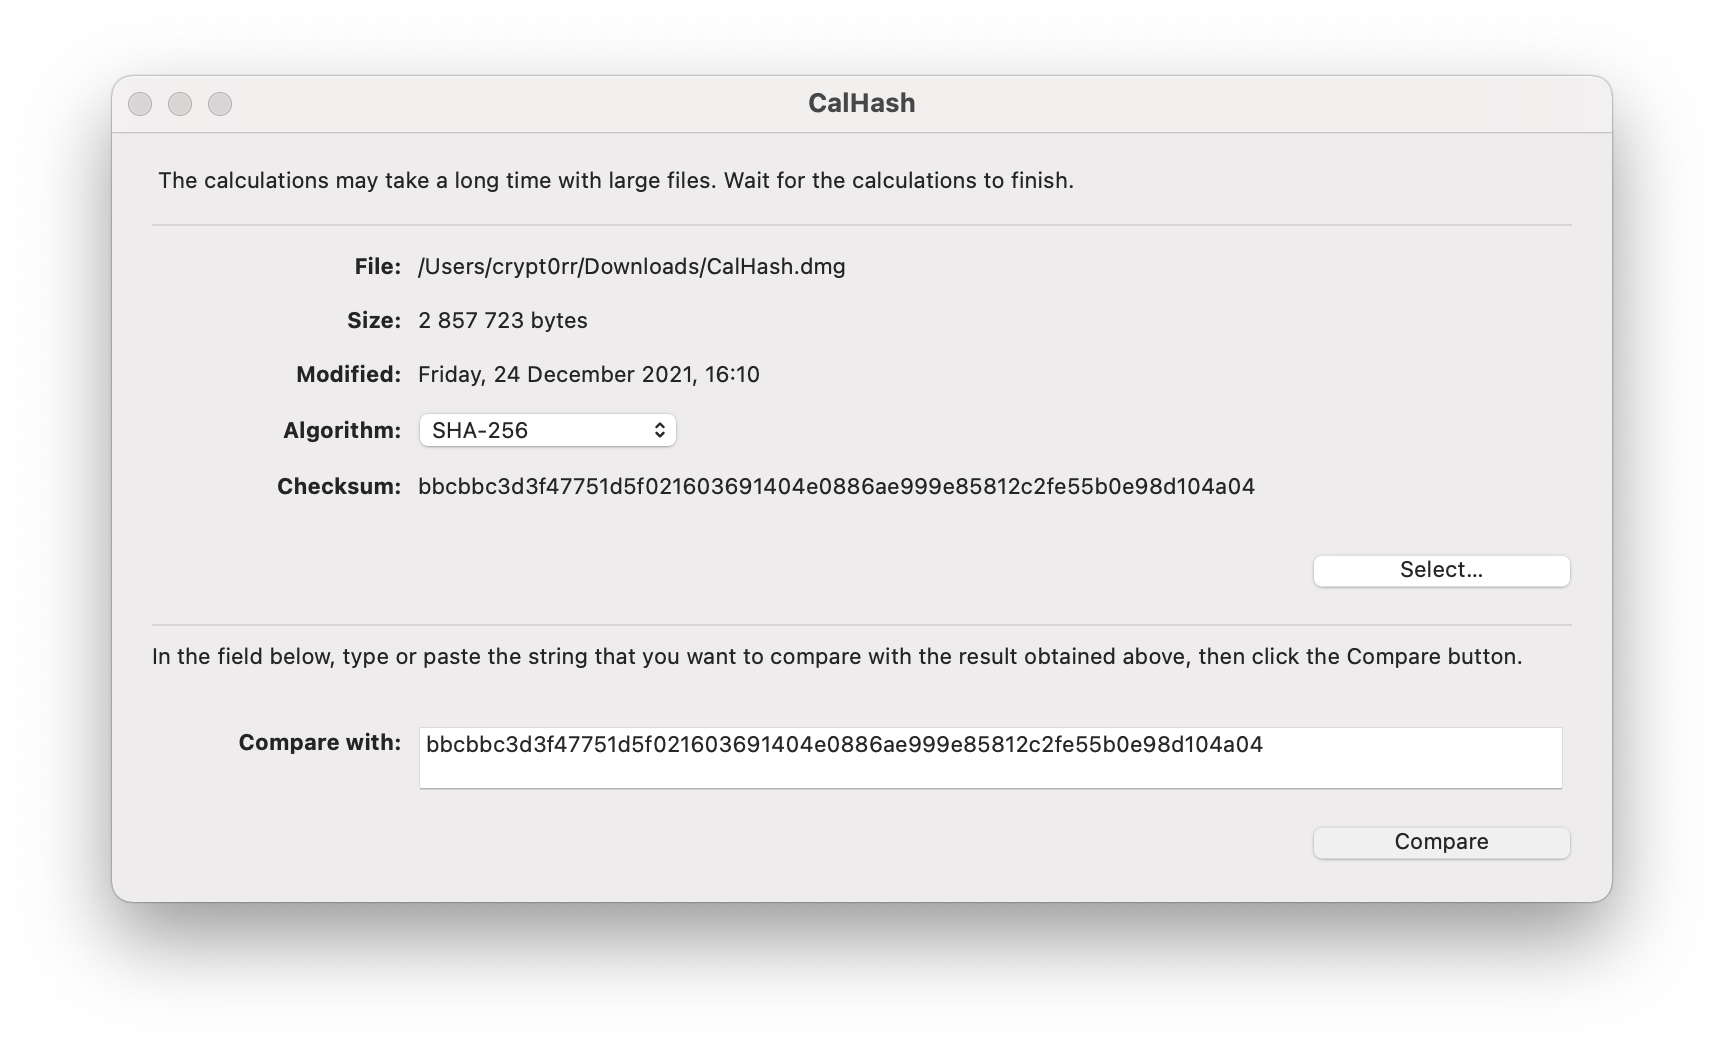 CalHash
The calculations may take a long time with large files. Wait for the calculations to finish.
File: /Users/crypt0rr/Downloads/CalHash.dmg
Size: 2 857 723 bytes
Modified: Friday, 24 December 2021, 16:10
Algorithm: SHA-256
Checksum: bbcbbc3d3f47751d5f021603691404e0886ae999e85812c2fe55b0e98d104a04
Select...
In the field below, type or paste the string that you want to compare with the result obtained above, then click the Compare button.
Compare with: bbcbbc3d3f47751d5f021603691404e0886ae999e85812c2fe55b0e98d104a04
Compare